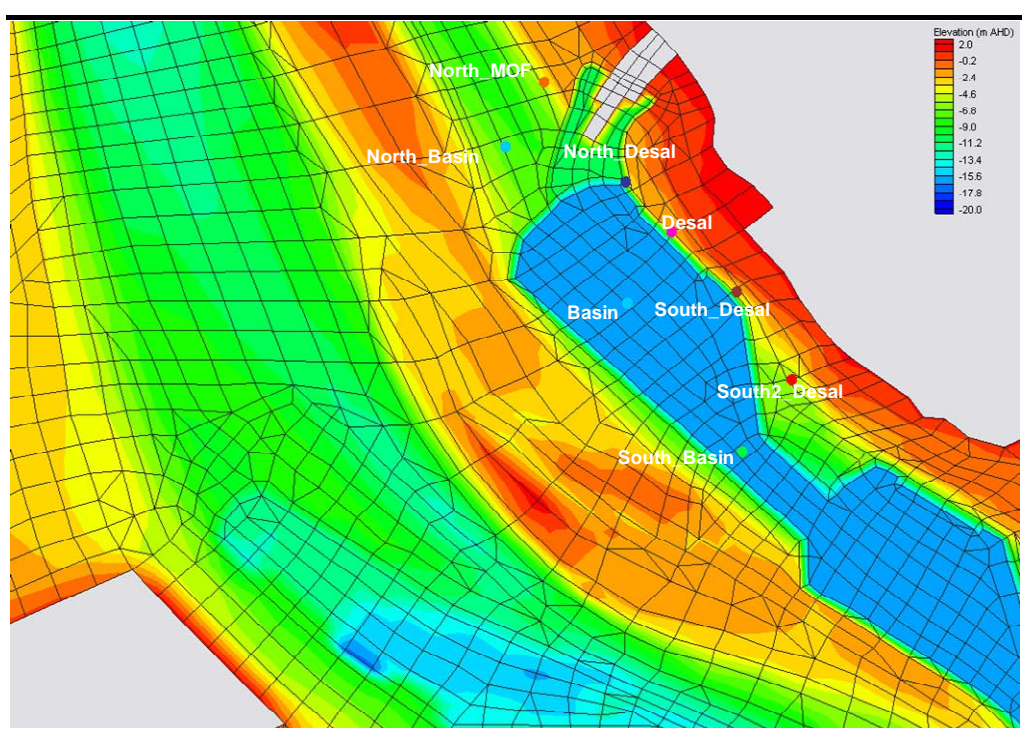 Elevation (m AHD)
2.0
-0.2
2.4
-4.6
-6.8
-9.0
-11.2
-13.4
-15.6
-17.8
-20.0
North_MOF
North_Basin
North_Desal
Desal
Basin
South_Desal
South2_Desal
South_Basin